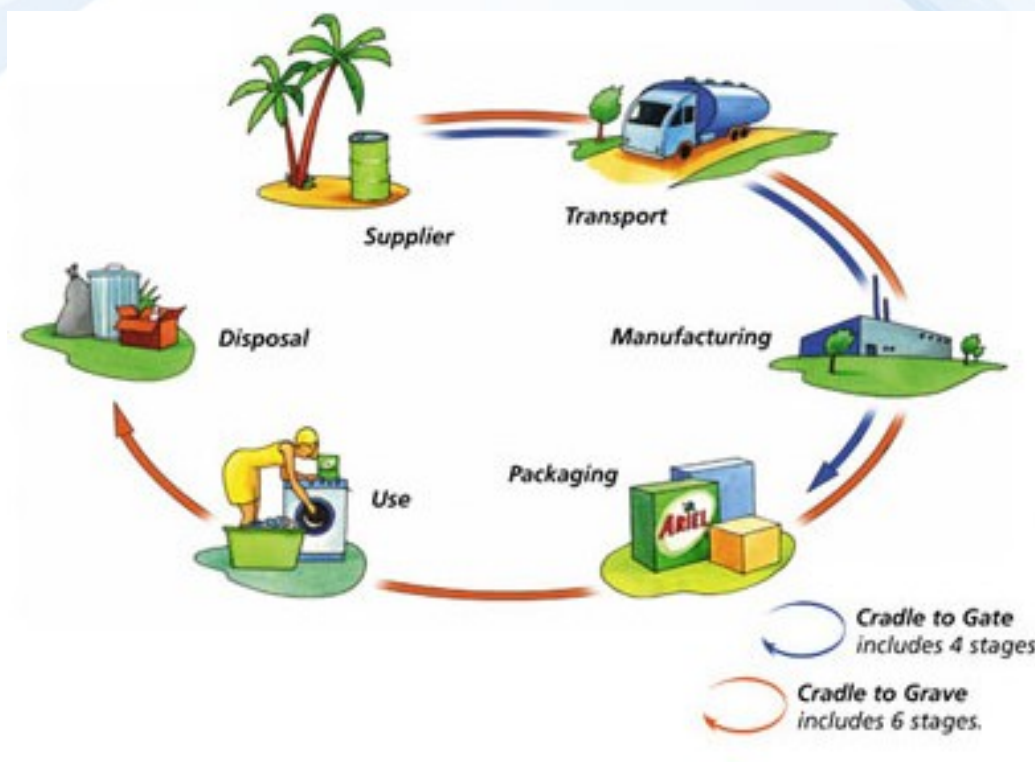 Supplier
Transport
Disposal
Manufacturing
Use
Packaging
ARIEL
Cradle to Gate
includes 4 stages
Cradle to Grave
includes 6 stages.